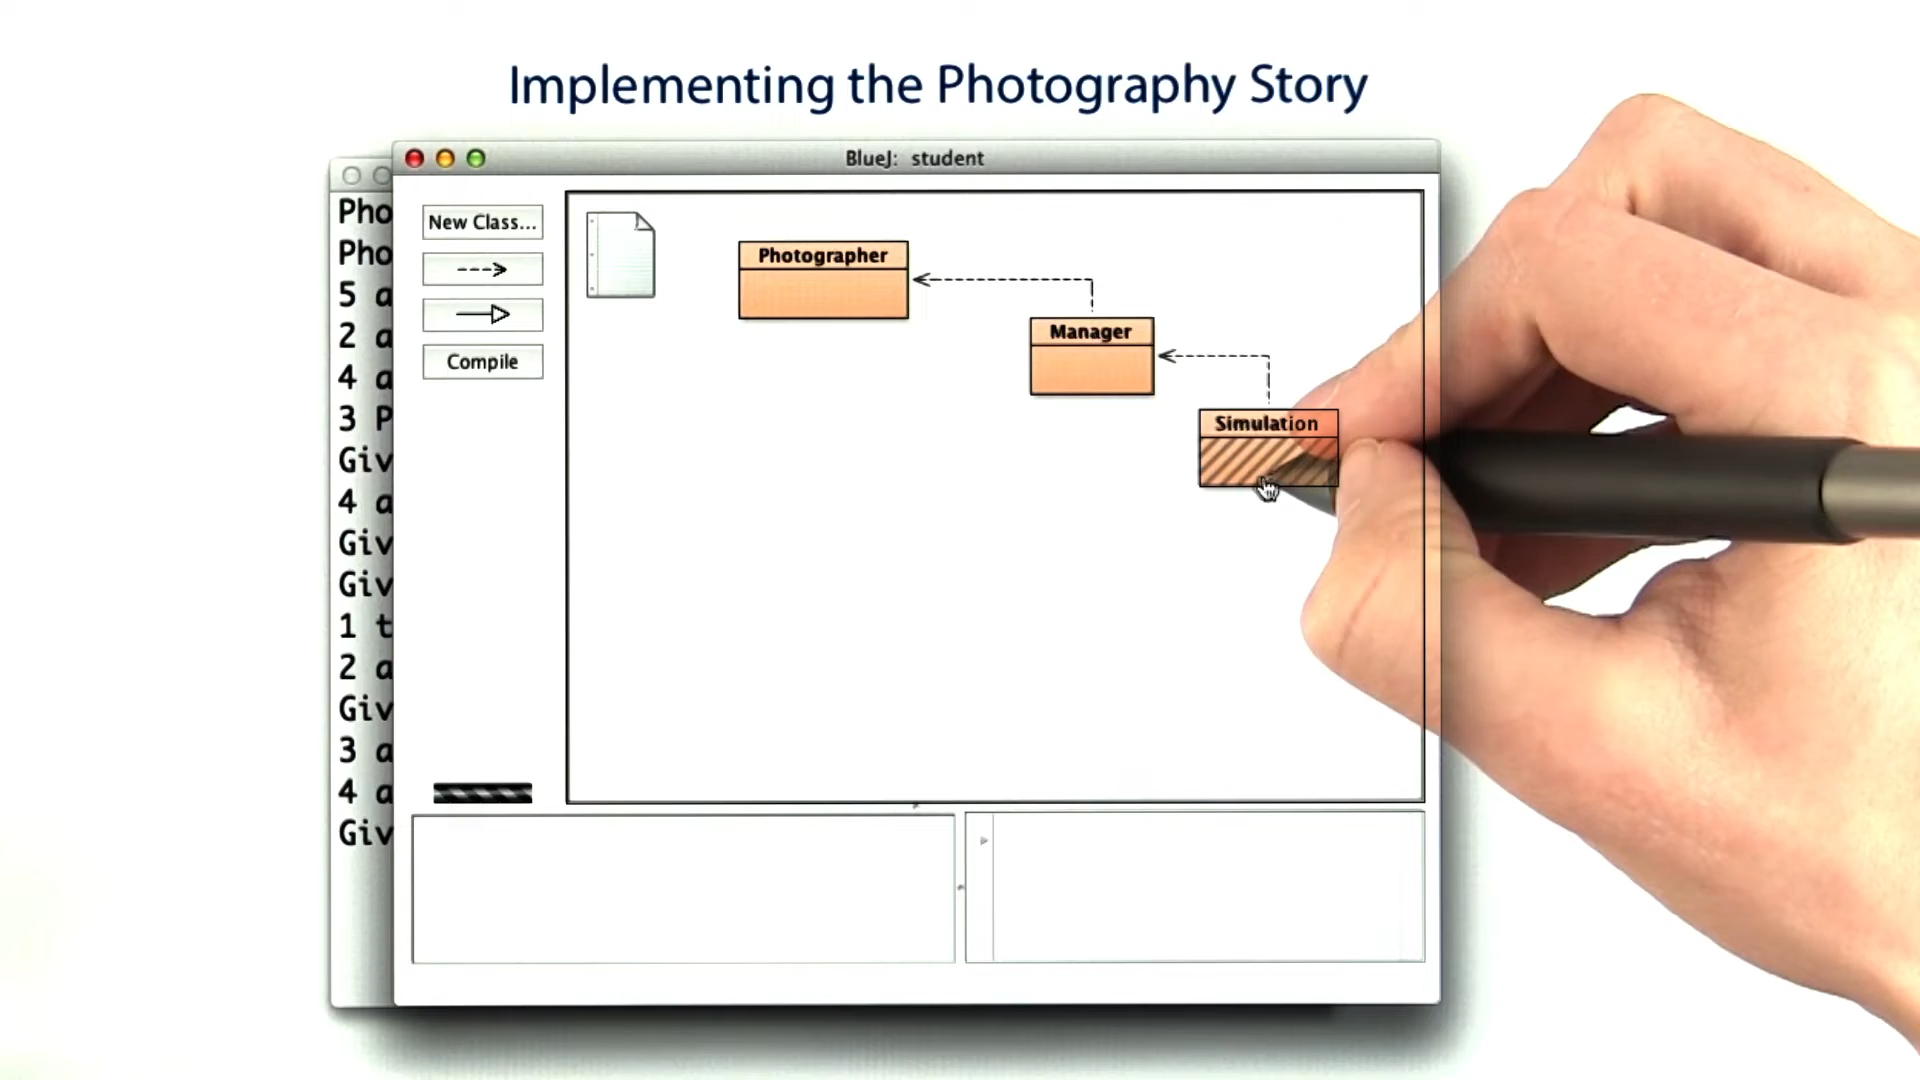 Implementing the Photography Story
BlueJ: student
New Class...
Compile
Photographer
Manager
Simulation
Pho
Pho
5 a
2 a
4 a
3 P
Giv
4 a
Giv
Giv
1 t
2 a
Giv
3 a
4 a
Giv